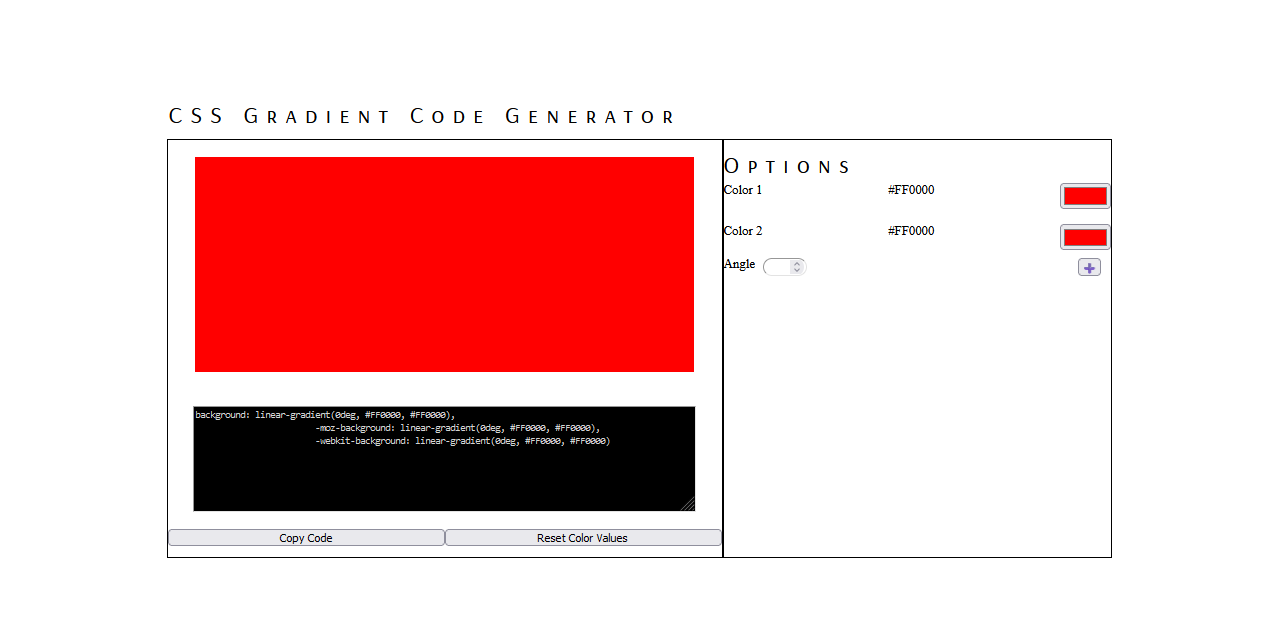 CSS Gradient Code Generator
Options
Color 1 #FF0000
Color 2 #FF0000
Angle
background: linear-gradient(0deg, #FF0000, #FF0000),
-moz-background: linear-gradient(0deg, #FF0000, #FF0000),
-webkit-background: linear-gradient(0deg, #FF0000, #FF0000)
Copy Code Reset Color Values